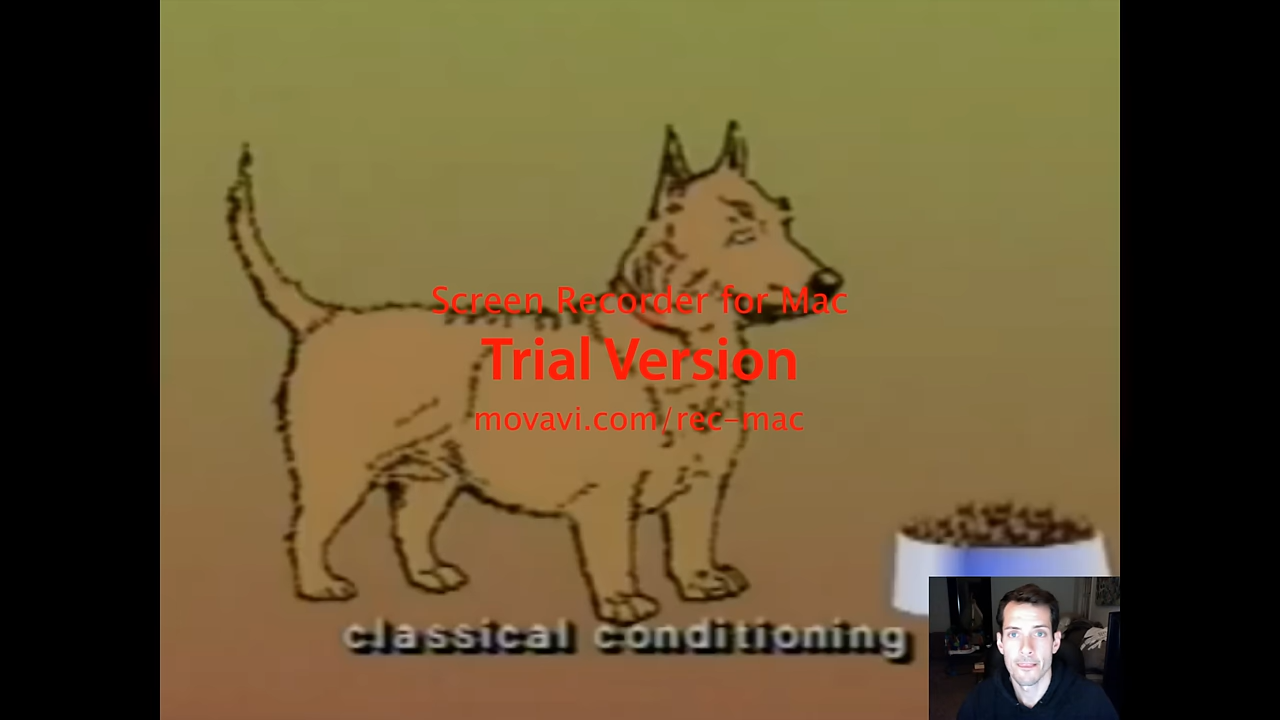 Screen Recorder for Mac
Trial Version
movavi.com/rec-mac
classical conditioning